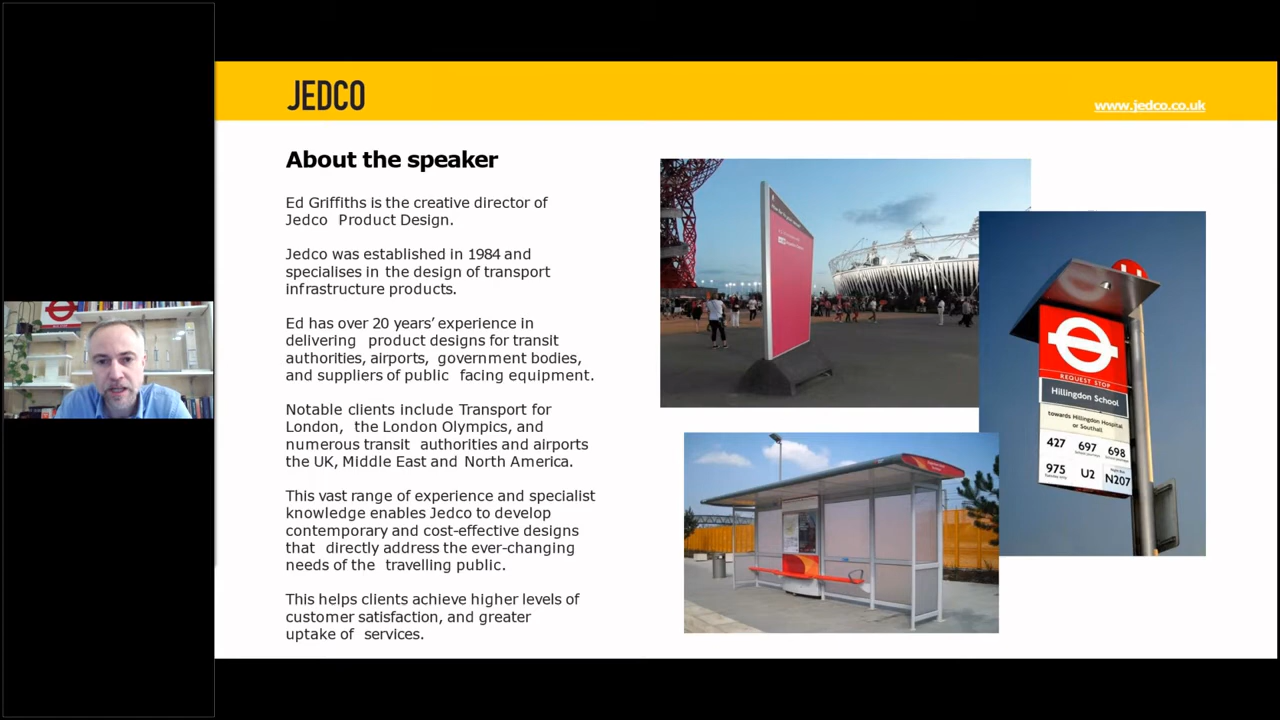 JEDCO
www.jedco.co.uk
About the speaker
Ed Griffiths is the creative director of
Jedco Product Design.
Jedco was established in 1984 and
specialises in the design of transport
infrastructure products.
Ed has over 20 years’ experience in
delivering product designs for transit
authorities, airports, government bodies,
and suppliers of public facing equipment.
Notable clients include Transport for
London, the London Olympics, and
numerous transit authorities and airports
the UK, Middle East and North America.
This vast range of experience and specialist
knowledge enables Jedco to develop
contemporary and cost-effective designs
that directly address the ever-changing
needs of the travelling public.
This helps clients achieve higher levels of
customer satisfaction, and greater
uptake of services.
REQUEST STOP
Hillingdon School
towards Hillingdon Hospital
or Southall
427 697 698
975 U2 N207